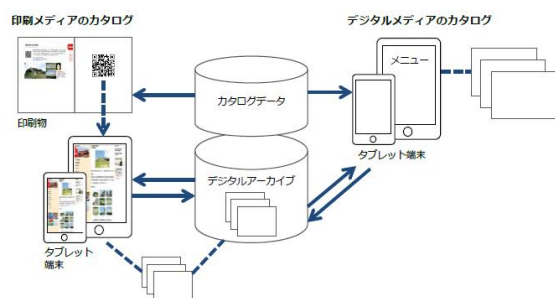 印刷メディアのカタログ
デジタルメディアのカタログ
メニュー
カタログデータ
印刷物
タブレット端末
デジタルアーカイブ
タブレット
端末